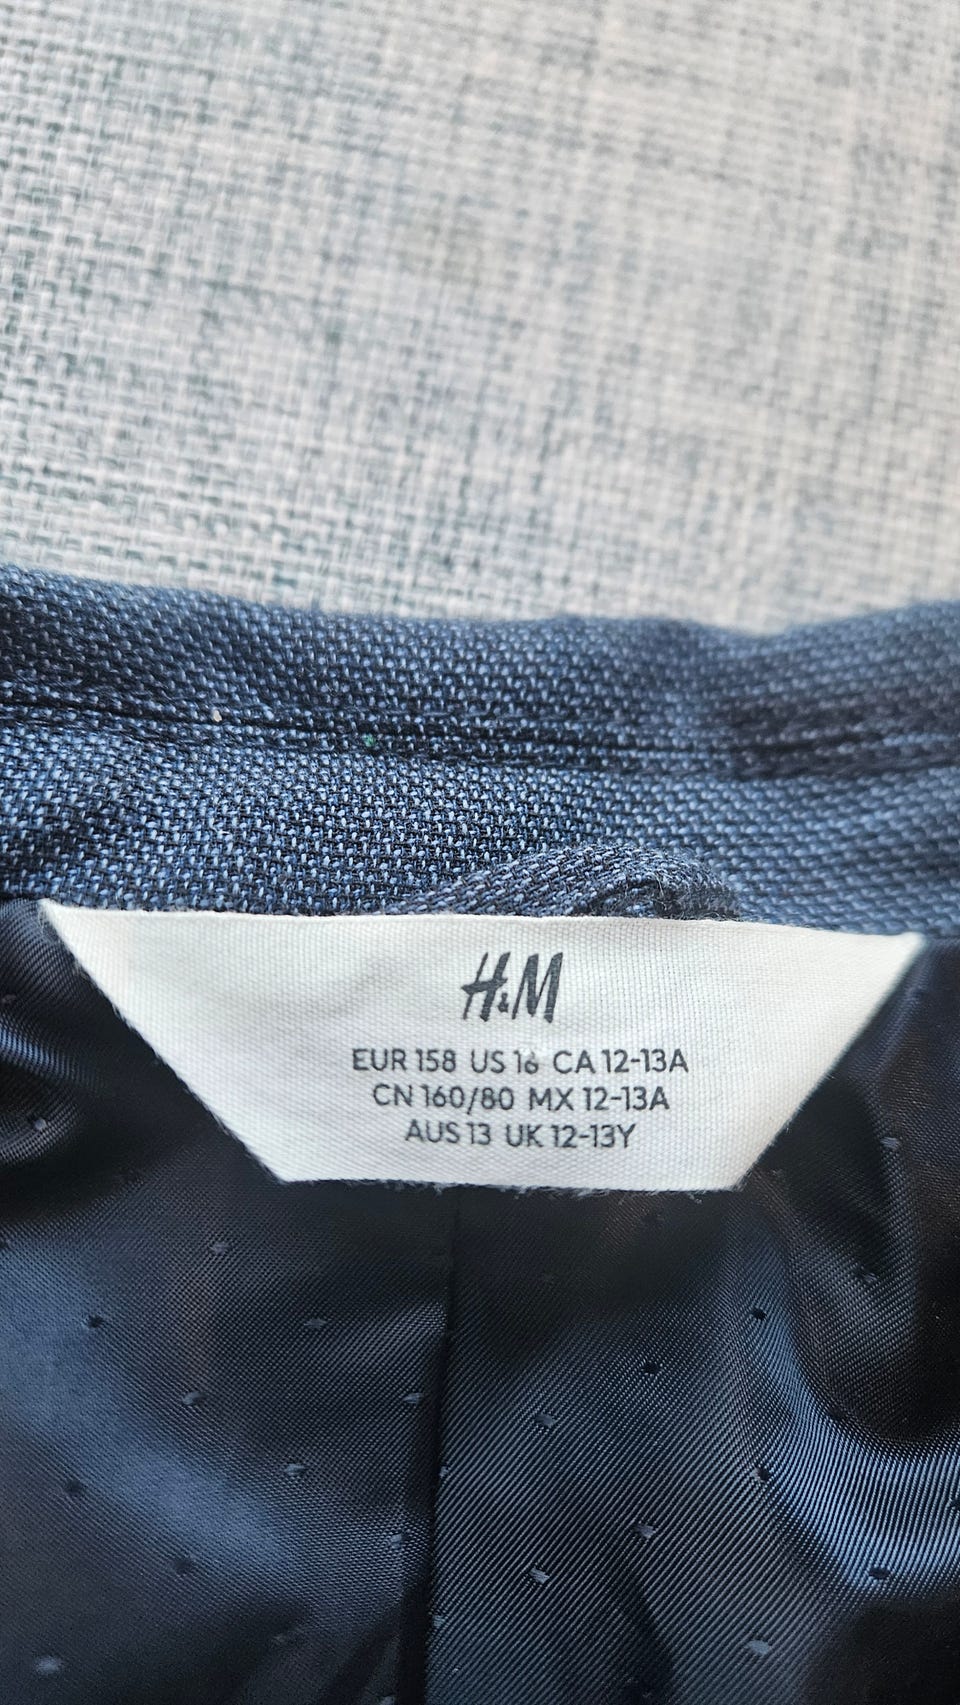 H&M
EUR 158 US 16 CA 12-13A
CN 160/80 MX 12-13A
AUS 13 UK 12-13Y